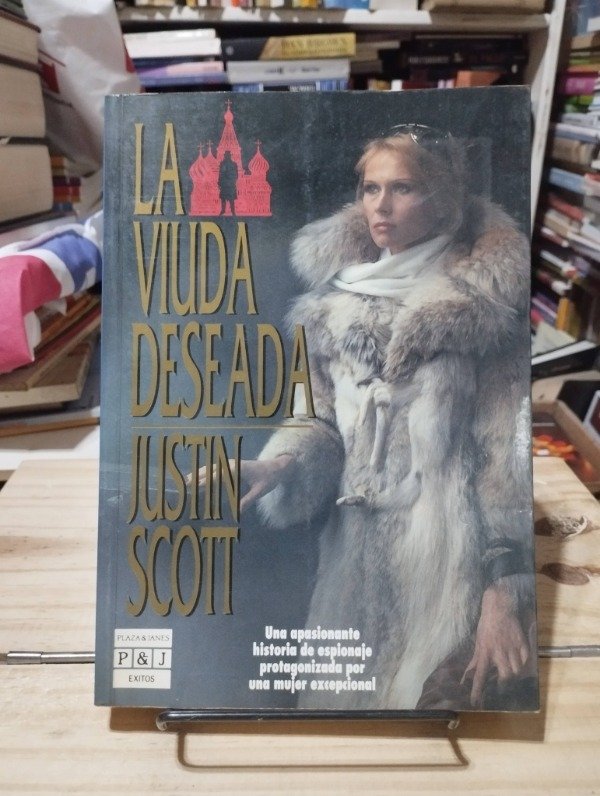 LA
VIUDA
DESEADA
JUSTIN
SCOTT
Una apasionante
historia de espionaje
protagonizada por
una mujer excepcional
PLAZA & JANES
P & J
EXITOS